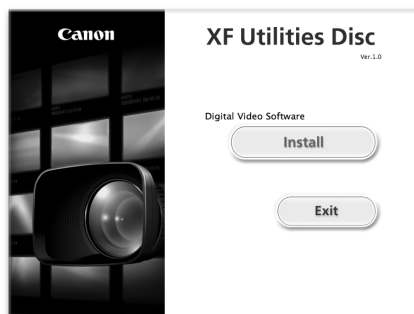 Canon
XF Utilities Disc
Ver.1.0
Digital Video Software
Install
Exit